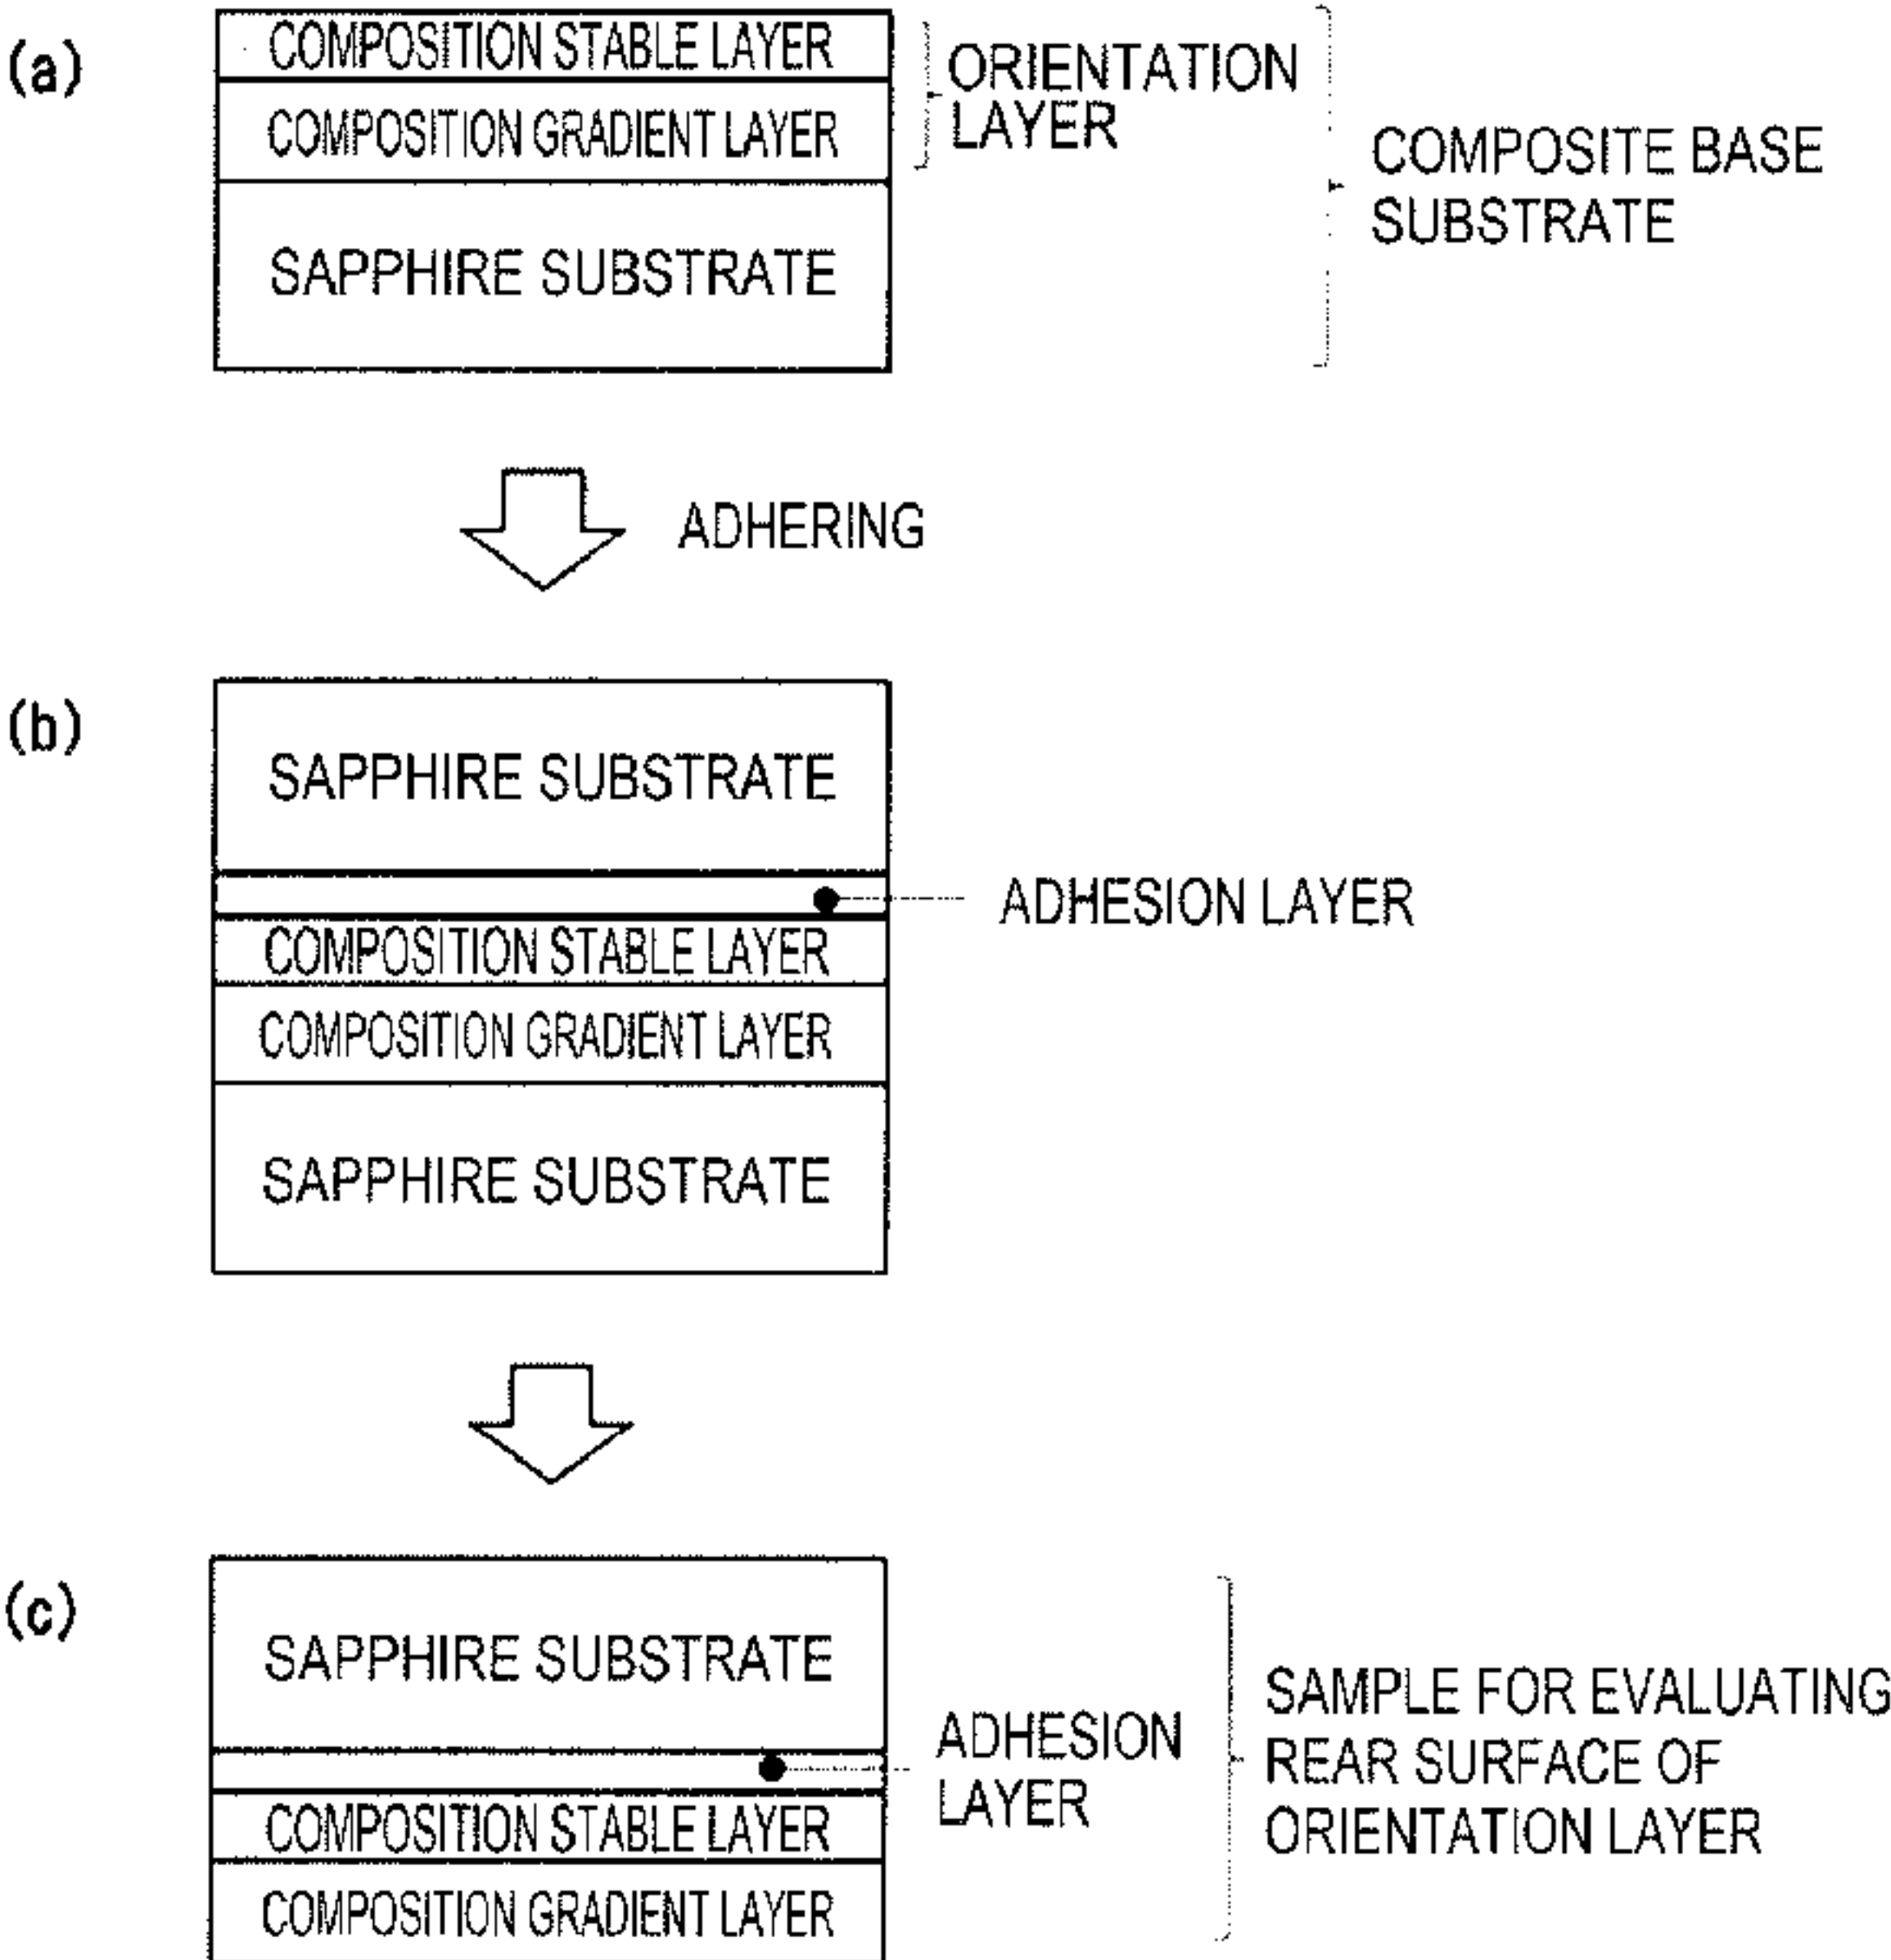 (a)
COMPOSITION STABLE LAYER
COMPOSITION GRADIENT LAYER
SAPPHIRE SUBSTRATE
ORIENTATION
LAYER
COMPOSITE BASE
SUBSTRATE
ADHERING
(b)
SAPPHIRE SUBSTRATE
ADHESION LAYER
COMPOSITION STABLE LAYER
COMPOSITION GRADIENT LAYER
SAPPHIRE SUBSTRATE
(c)
SAPPHIRE SUBSTRATE
ADHESION
LAYER
COMPOSITION STABLE LAYER
COMPOSITION GRADIENT LAYER
SAMPLE FOR EVALUATING
REAR SURFACE OF
ORIENTATION LAYER